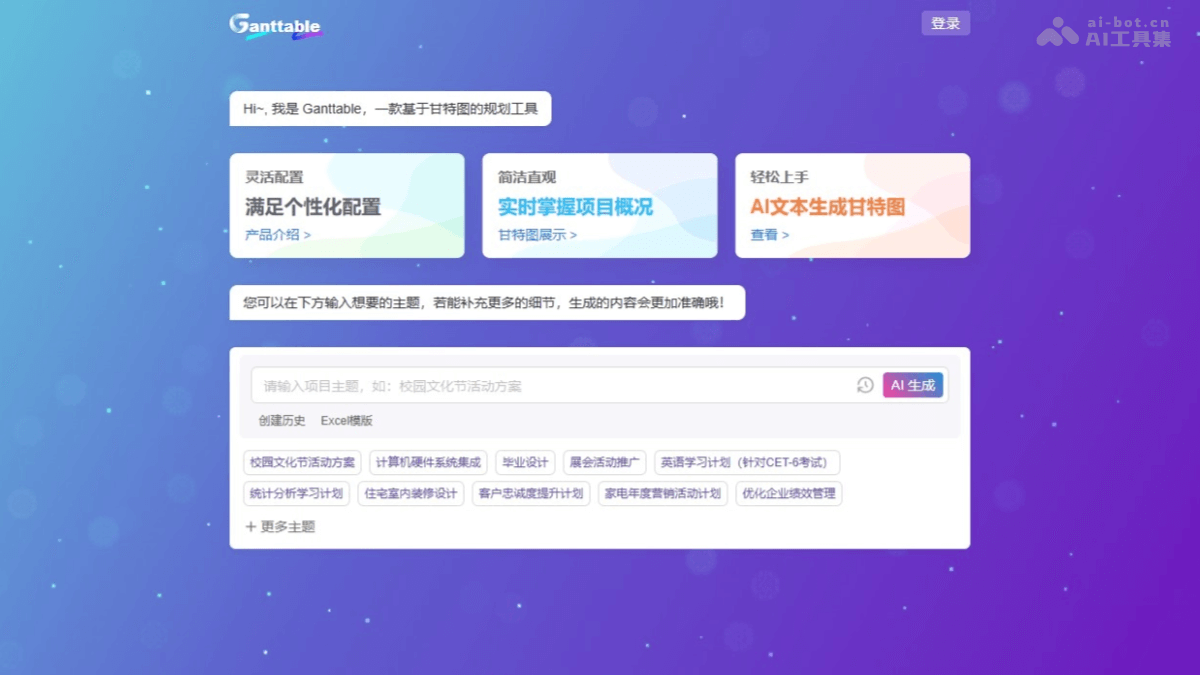 Ganttable
登录
ai-bot.cn
AI工具集
Hi~, 我是 Ganttable，一款基于甘特图的规划工具
灵活配置
满足个性化配置
产品介绍 >
简洁直观
实时掌握项目概况
甘特图展示 >
轻松上手
AI文本生成甘特图
查看 >
您可以在下方输入想要的主题，若能补充更多的细节，生成的内容会更加准确哦！
请输入项目主题，如：校园文化节活动方案
AI 生成
创建历史 Excel模版
校园文化节活动方案 计算机硬件系统集成 毕业设计 展会活动推广 英语学习计划（针对CET-6考试）
统计分析学习计划 住宅室内装修设计 客户忠诚度提升计划 家电年度营销活动计划 优化企业绩效管理
+ 更多主题